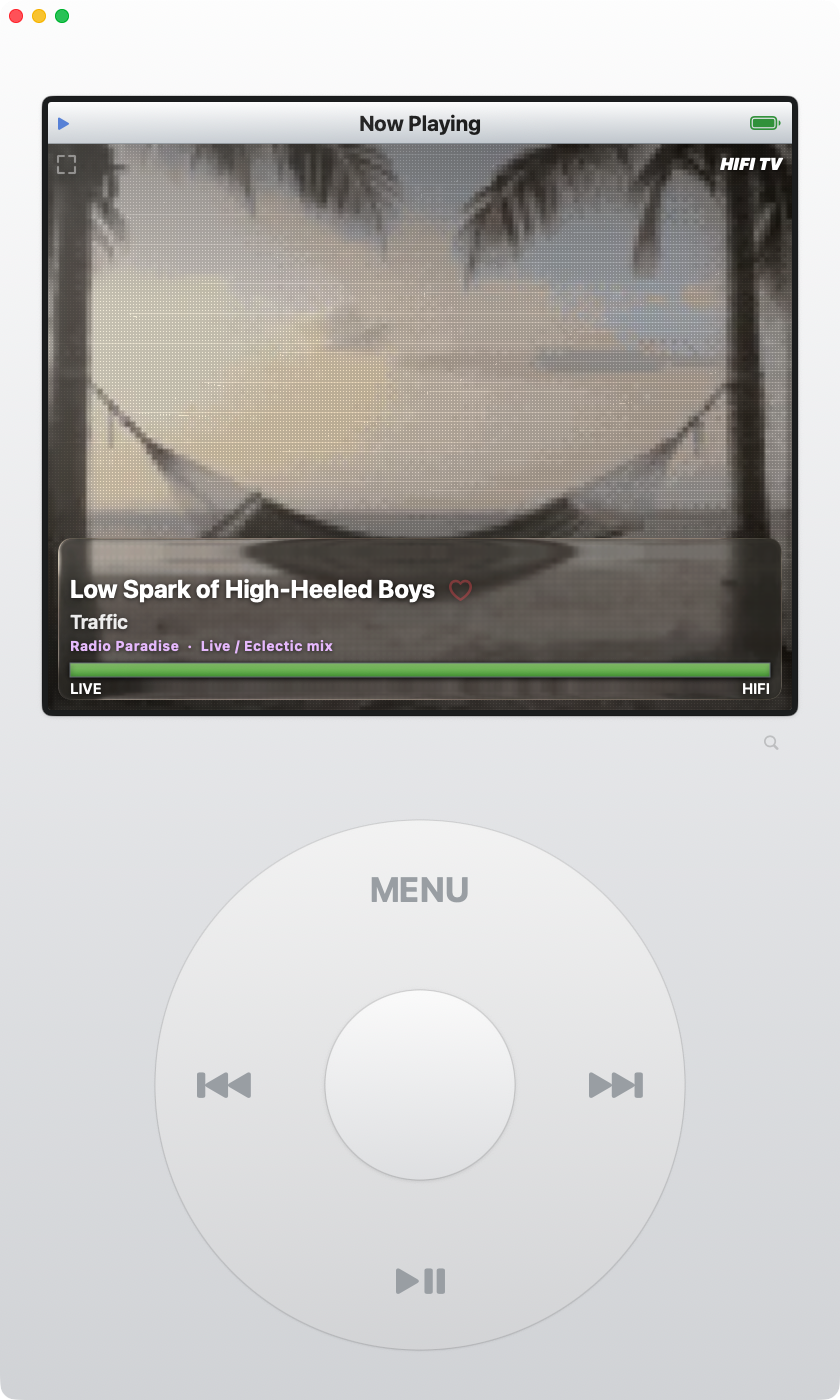 Now Playing
HIFI TV
Low Spark of High-Heeled Boys
Traffic
Radio Paradise · Live / Eclectic mix
LIVE HIFI
MENU